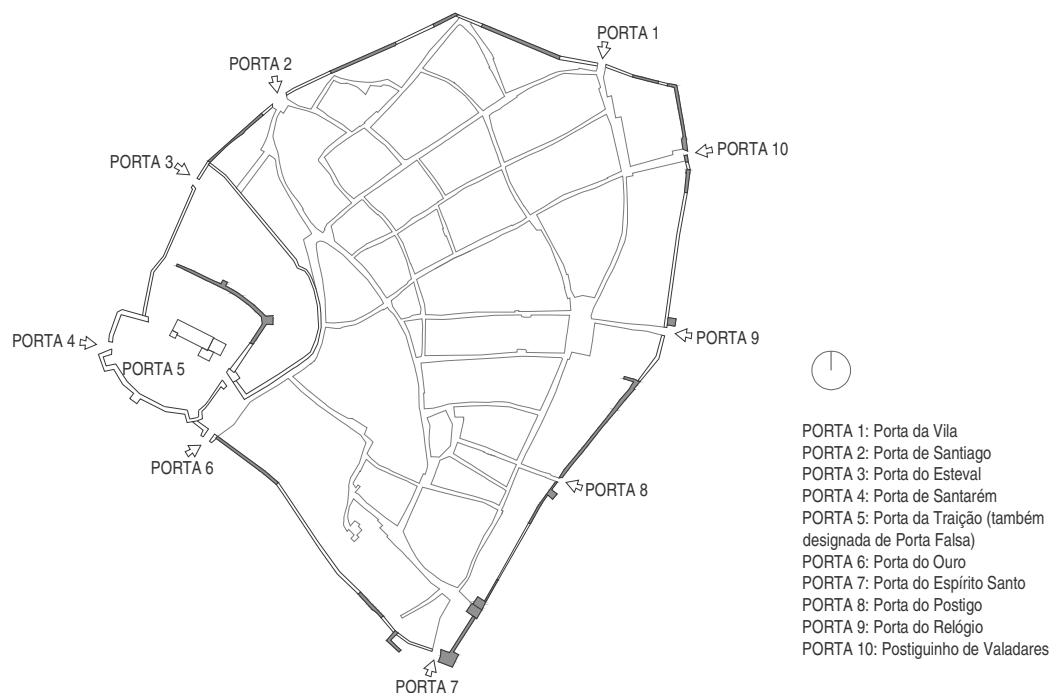 PORTA 1
PORTA 2
PORTA 3
PORTA 10
PORTA 4
PORTA 5
PORTA 9
PORTA 6
PORTA 8
PORTA 7
PORTA 1: Porta da Vila
PORTA 2: Porta de Santiago
PORTA 3: Porta do Esteval
PORTA 4: Porta de Santarém
PORTA 5: Porta da Traição (também
designada de Porta Falsa)
PORTA 6: Porta do Ouro
PORTA 7: Porta do Espírito Santo
PORTA 8: Porta do Postigo
PORTA 9: Porta do Relógio
PORTA 10: Postiguinho de Valadares